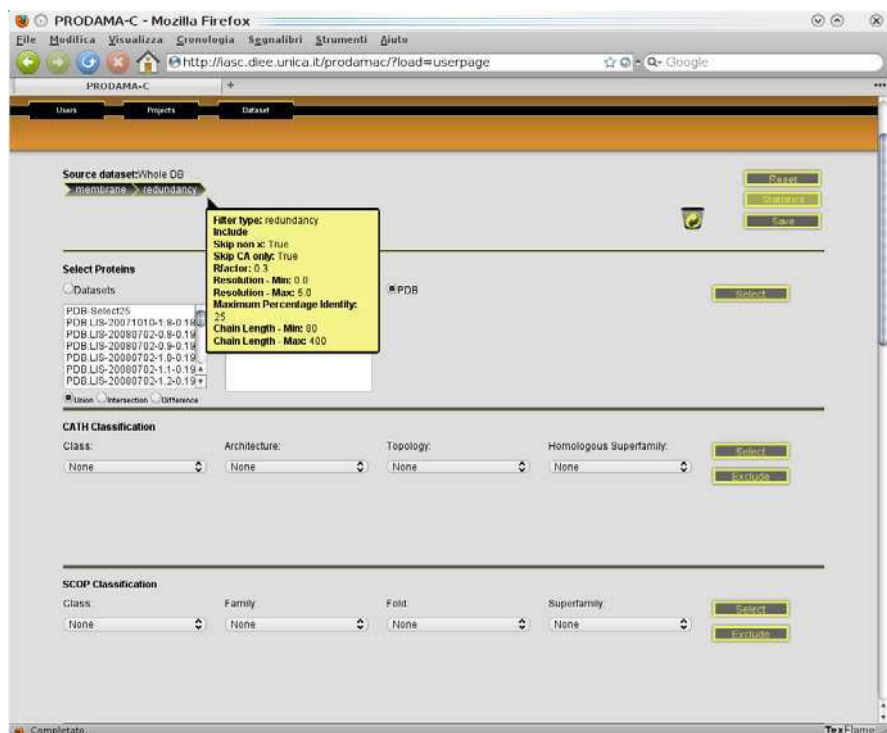 PRODAMA-C - Mozilla Firefox
File Modifica Visualizza Cronologia Segnalibri Strumenti Aiuto
http://iasc.diee.unica.it/prodamac/?load=userpage
Google
PRODAMA-C
Users Projects Dataset
Source dataset:Whole DB
membrane redundancy
Reset
Statistics
Save
Filter type: redundancy
Include
Skip non x: True
Skip CA only: True
Rfactor: 0.3
Resolution - Min: 0.0
Resolution - Max: 5.0
Maximum Percentage Identity:
25
Chain Length - Min: 80
Chain Length - Max: 400
Select Proteins
Datasets
PDB
Select
PDB-Select25
PDB.LIS-20071010-1.8-0.18
PDB.LIS-20080702-0.8-0.19
PDB.LIS-20080702-0.9-0.19
PDB.LIS-20080702-1.0-0.19
PDB.LIS-20080702-1.1-0.19
PDB.LIS-20080702-1.2-0.19
Union Intersection Difference
CATH Classification
Class: Architecture: Topology: Homologous Superfamily:
None None None None
Select
Exclude
SCOP Classification
Class: Family: Fold: Superfamily:
None None None None
Select
Exclude
Completato
TexFlame